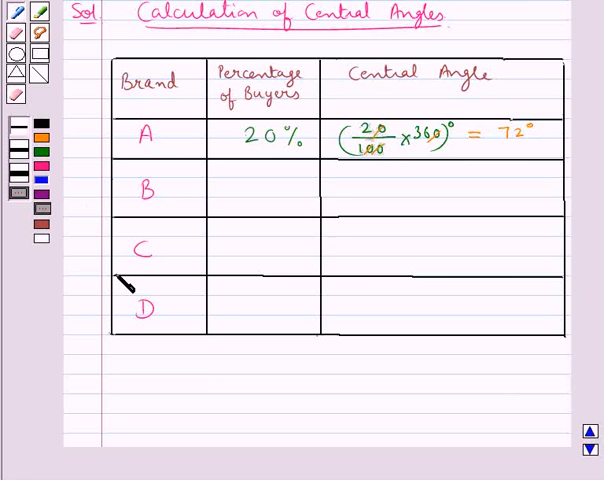 Sol. Calculation of Central Angles
Brand Percentage of Buyers Central Angle
A 20% (20/100 × 360)° = 72°
B
C
D